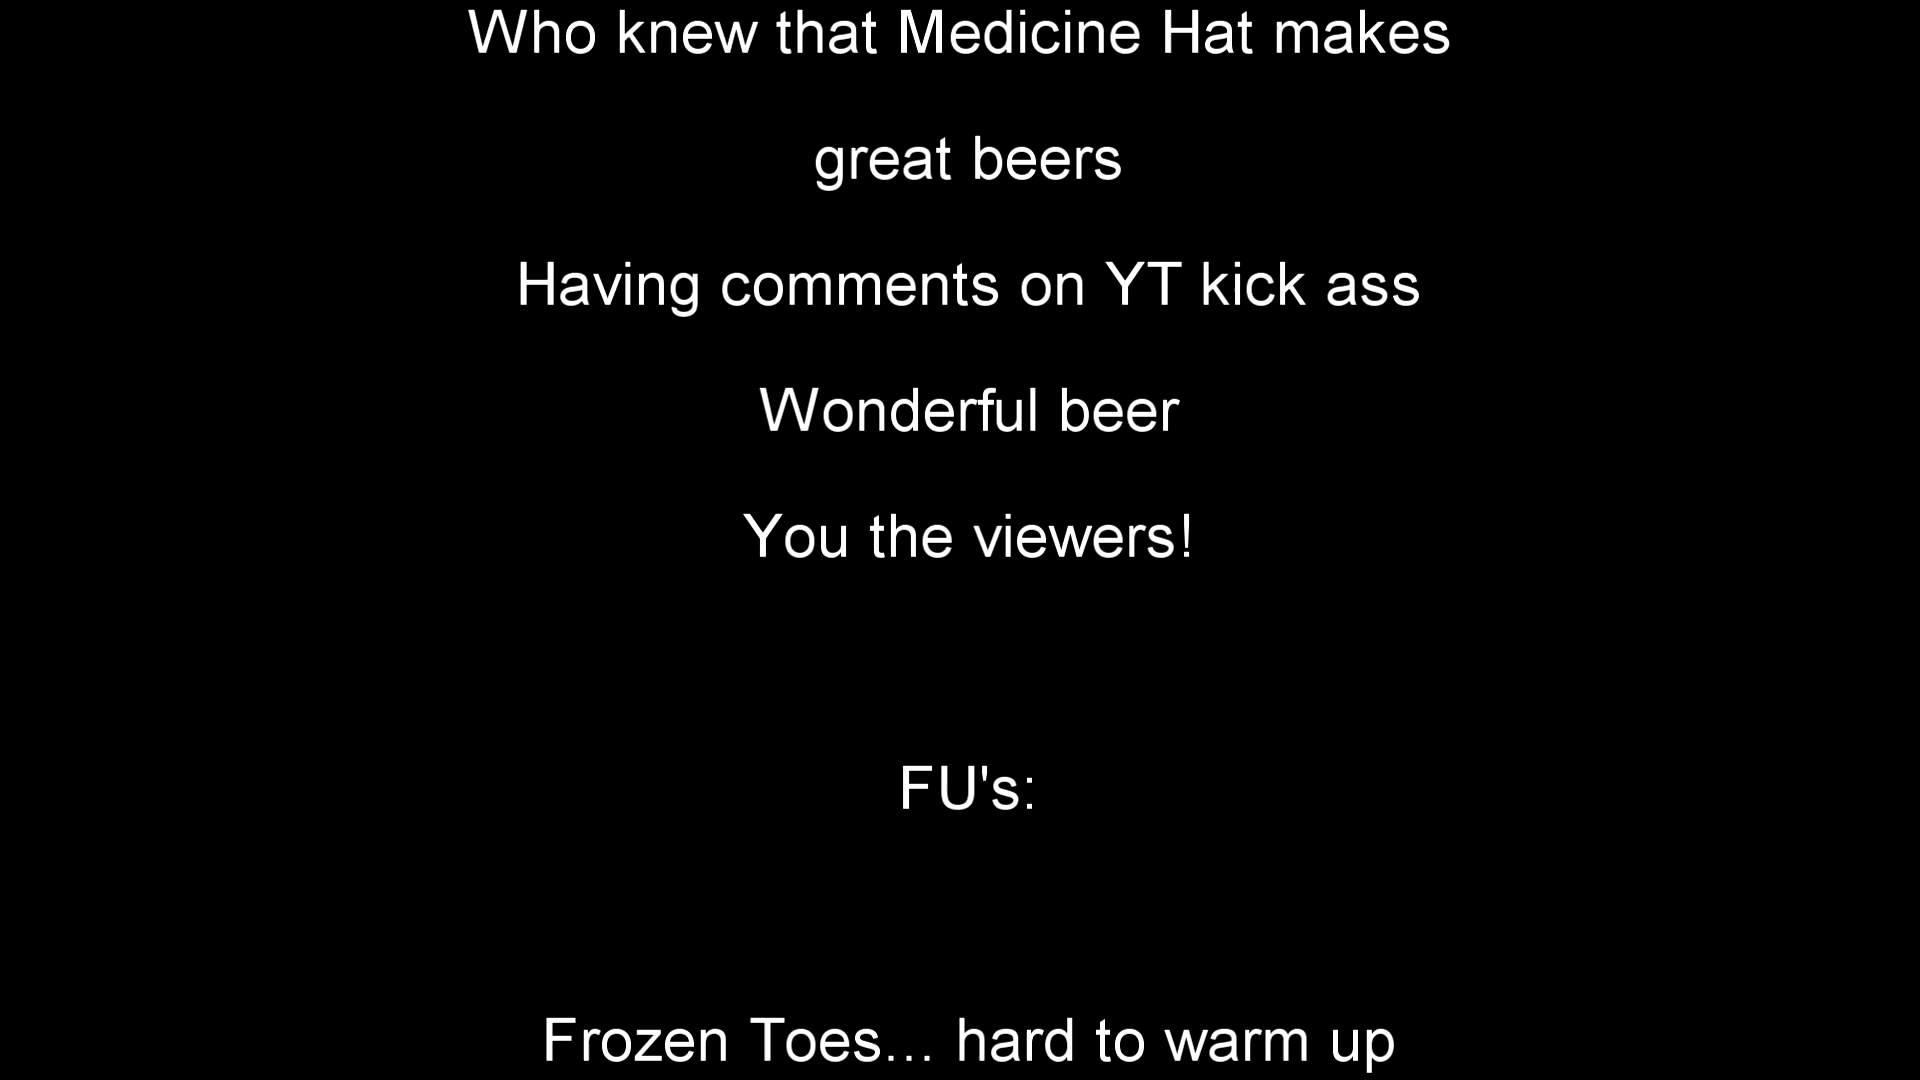 Who knew that Medicine Hat makes
great beers
Having comments on YT kick ass
Wonderful beer
You the viewers!
FU's:
Frozen Toes... hard to warm up